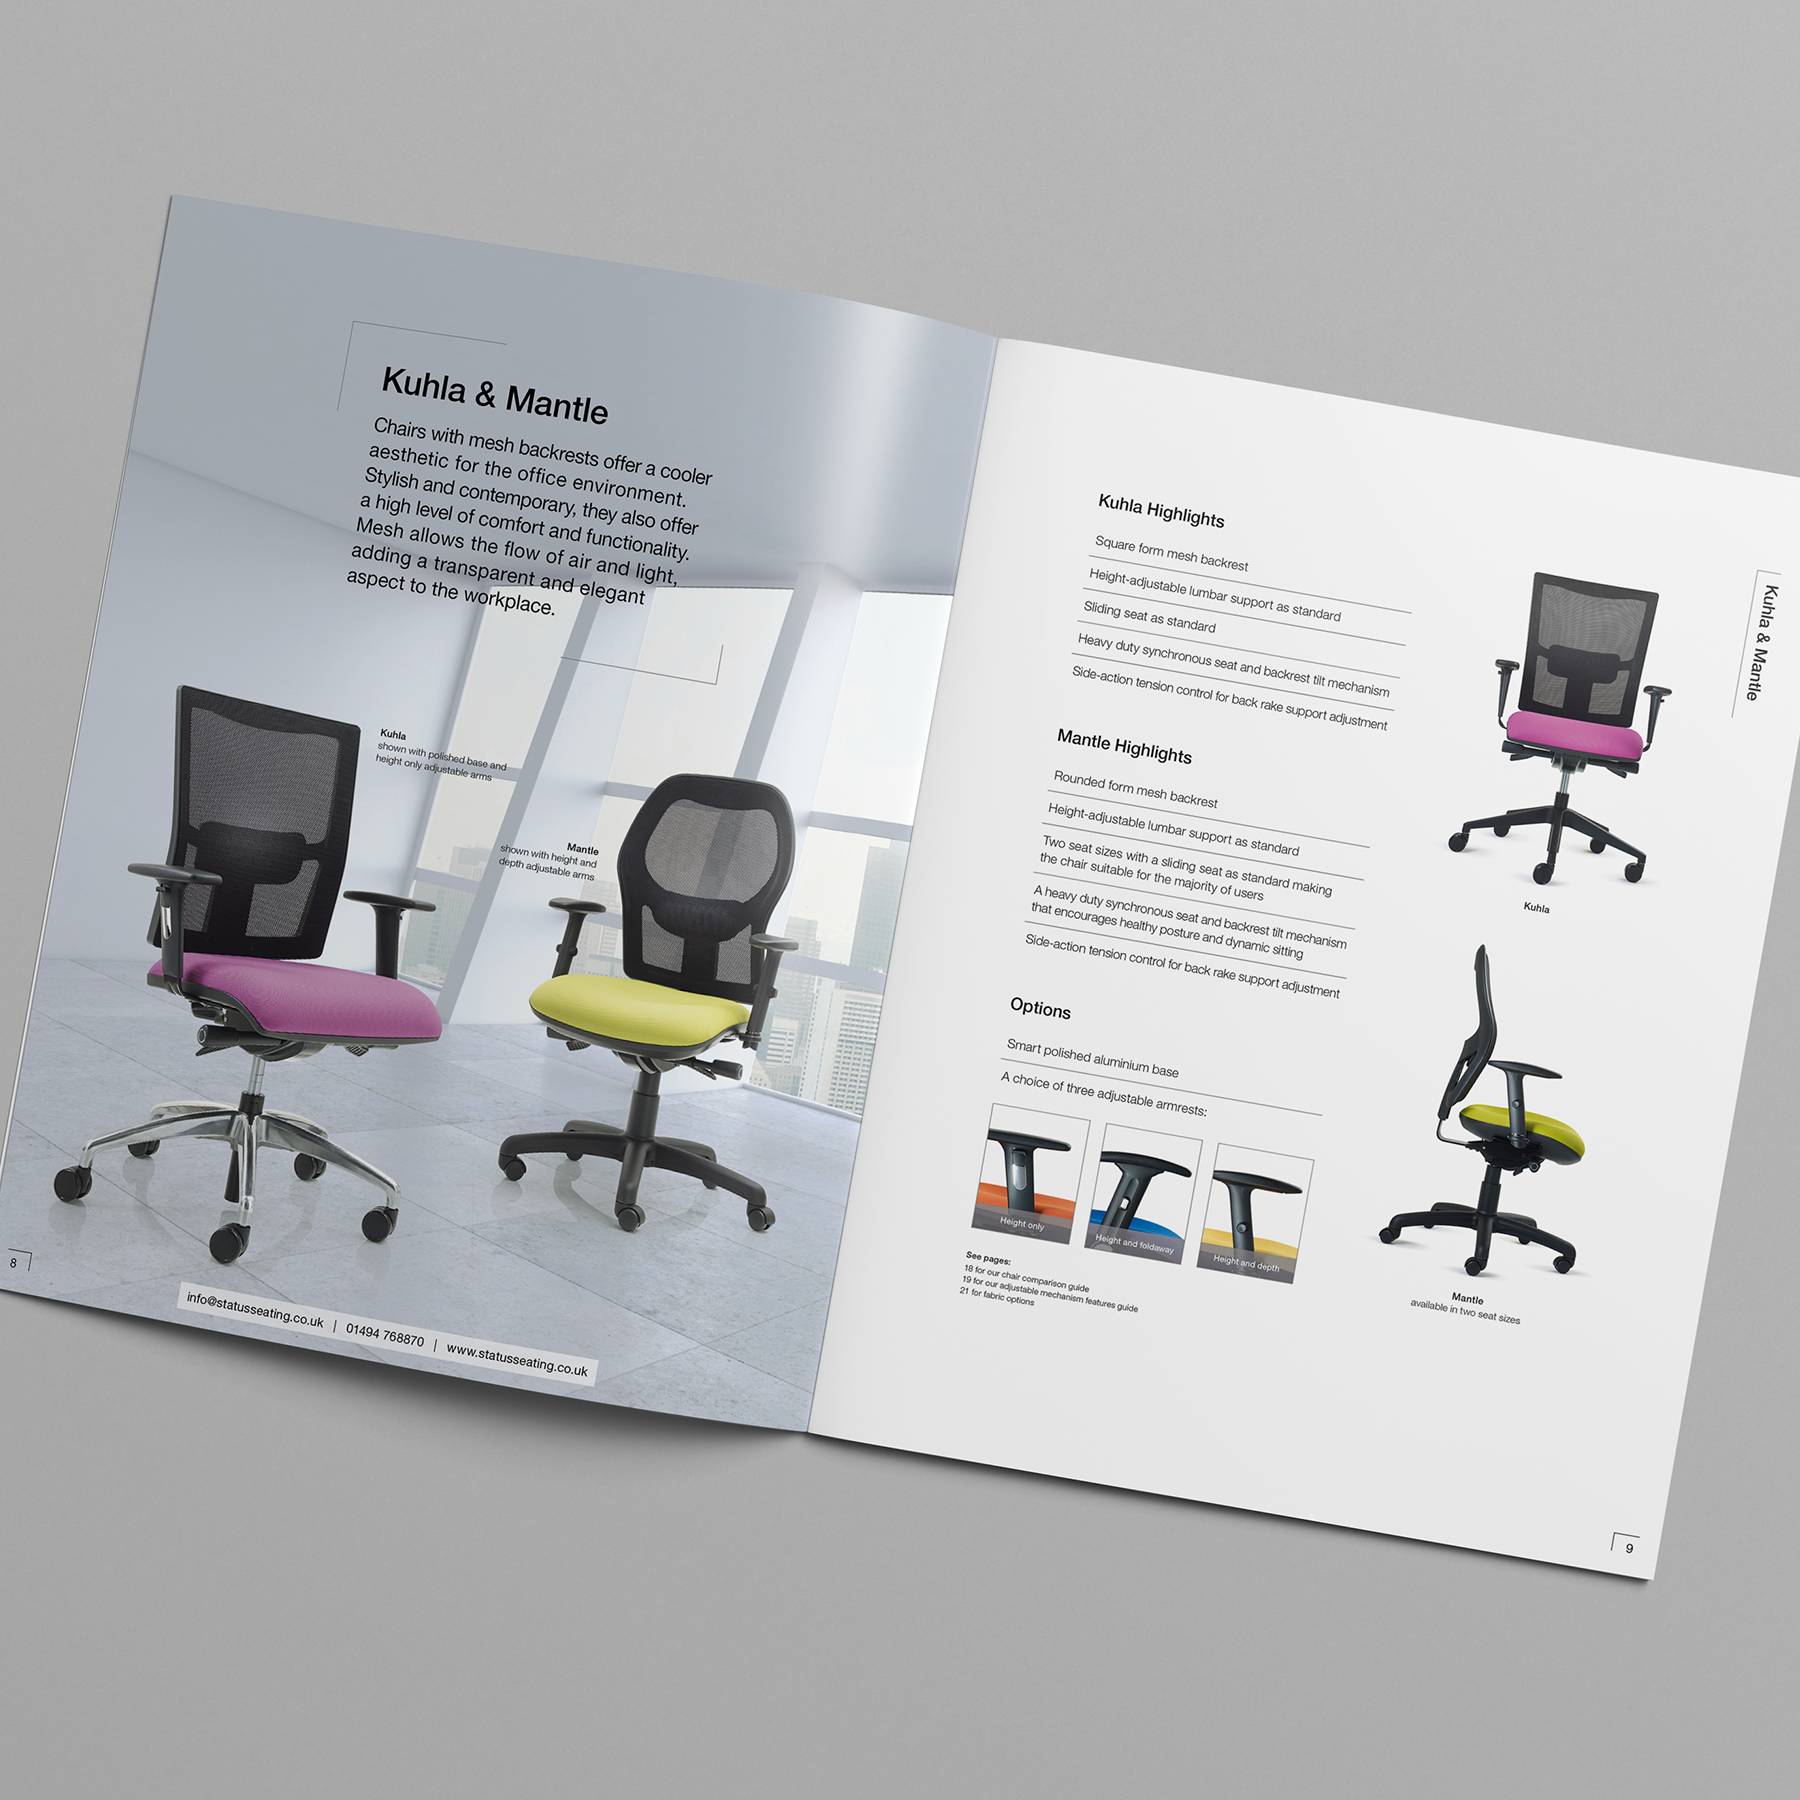 Kuhla & Mantle
Chairs with mesh backrests offer a cooler
aesthetic for the office environment.
Stylish and contemporary, they also offer
a high level of comfort and functionality.
Mesh allows the flow of air and light,
adding a transparent and elegant
aspect to the workplace.
Kuhla
shown with polished base and
height only adjustable arms
Mantle
shown with height and
depth adjustable arms
8
info@statusseating.co.uk | 01494 768870 | www.statusseating.co.uk
Kuhla Highlights
Square form mesh backrest
Height-adjustable lumbar support as standard
Sliding seat as standard
Heavy duty synchronous seat and backrest tilt mechanism
Side-action tension control for back rake support adjustment
Mantle Highlights
Rounded form mesh backrest
Height-adjustable lumbar support as standard
Two seat sizes with a sliding seat as standard making
the chair suitable for the majority of users
A heavy duty synchronous seat and backrest tilt mechanism
that encourages healthy posture and dynamic sitting
Side-action tension control for back rake support adjustment
Options
Smart polished aluminium base
A choice of three adjustable armrests:
Height only
Height and foldaway
Height and depth
See pages:
18 for our chair comparison guide
19 for our adjustable mechanism features guide
21 for fabric options
Kuhla
Mantle
available in two seat sizes
Kuhla & Mantle
9